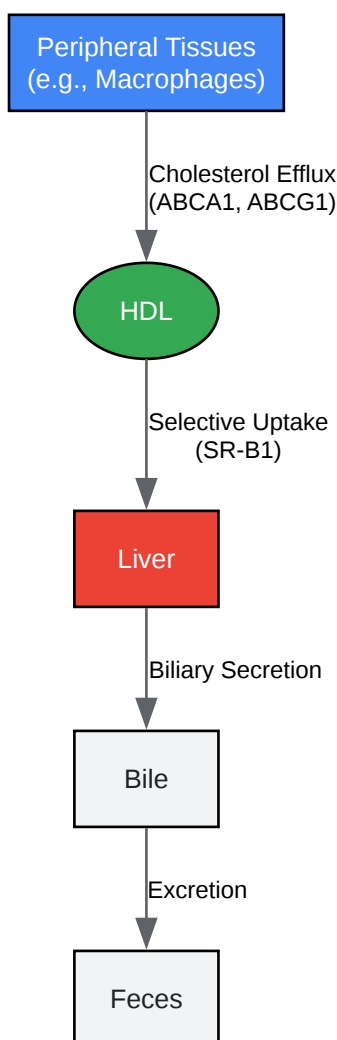 Peripheral Tissues
(e.g., Macrophages)
Cholesterol Efflux
(ABCA1, ABCG1)
HDL
Selective Uptake
(SR-B1)
Liver
Biliary Secretion
Bile
Excretion
Feces